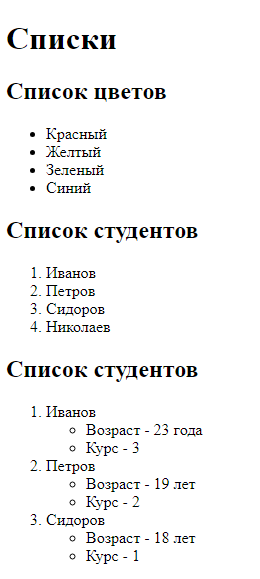 Списки
Список цветов
• Красный
• Желтый
• Зеленый
• Синий
Список студентов
1. Иванов
2. Петров
3. Сидоров
4. Николаев
Список студентов
1. Иванов
◦ Возраст - 23 года
◦ Курс - 3
2. Петров
◦ Возраст - 19 лет
◦ Курс - 2
3. Сидоров
◦ Возраст - 18 лет
◦ Курс - 1